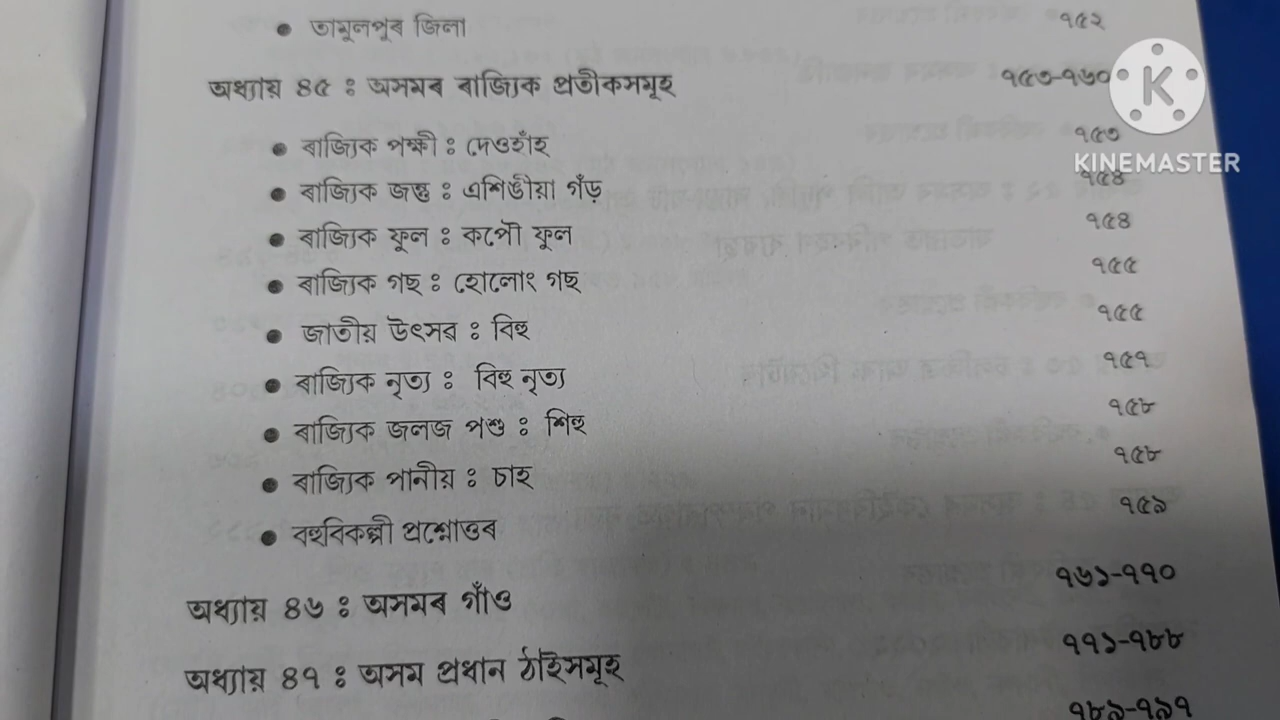 • তামুলপুৰ জিলা ৭৫২
অধ্যায় ৪৫ : অসমৰ ৰাজ্যিক প্ৰতীকসমূহ ৭৫৩-৭৬০
• ৰাজ্যিক পক্ষী : দেওহাঁহ ৭৫৩
• ৰাজ্যিক জন্তু : এশিঙীয়া গঁড় ৭৫৪
• ৰাজ্যিক ফুল : কপৌ ফুল ৭৫৪
• ৰাজ্যিক গছ : হোলোং গছ ৭৫৫
• জাতীয় উৎসৱ : বিহু ৭৫৫
• ৰাজ্যিক নৃত্য : বিহু নৃত্য ৭৫৭
• ৰাজ্যিক জলজ পশু : শিহু ৭৫৮
• ৰাজ্যিক পানীয় : চাহ ৭৫৮
• বহুবিকল্পী প্ৰশ্নোত্তৰ ৭৫৯
অধ্যায় ৪৬ : অসমৰ গাঁও ৭৬১-৭৭০
অধ্যায় ৪৭ : অসম প্ৰধান ঠাইসমূহ ৭৭১-৭৮৮
৭৮৯-৭৯৭
K
KINEMASTER